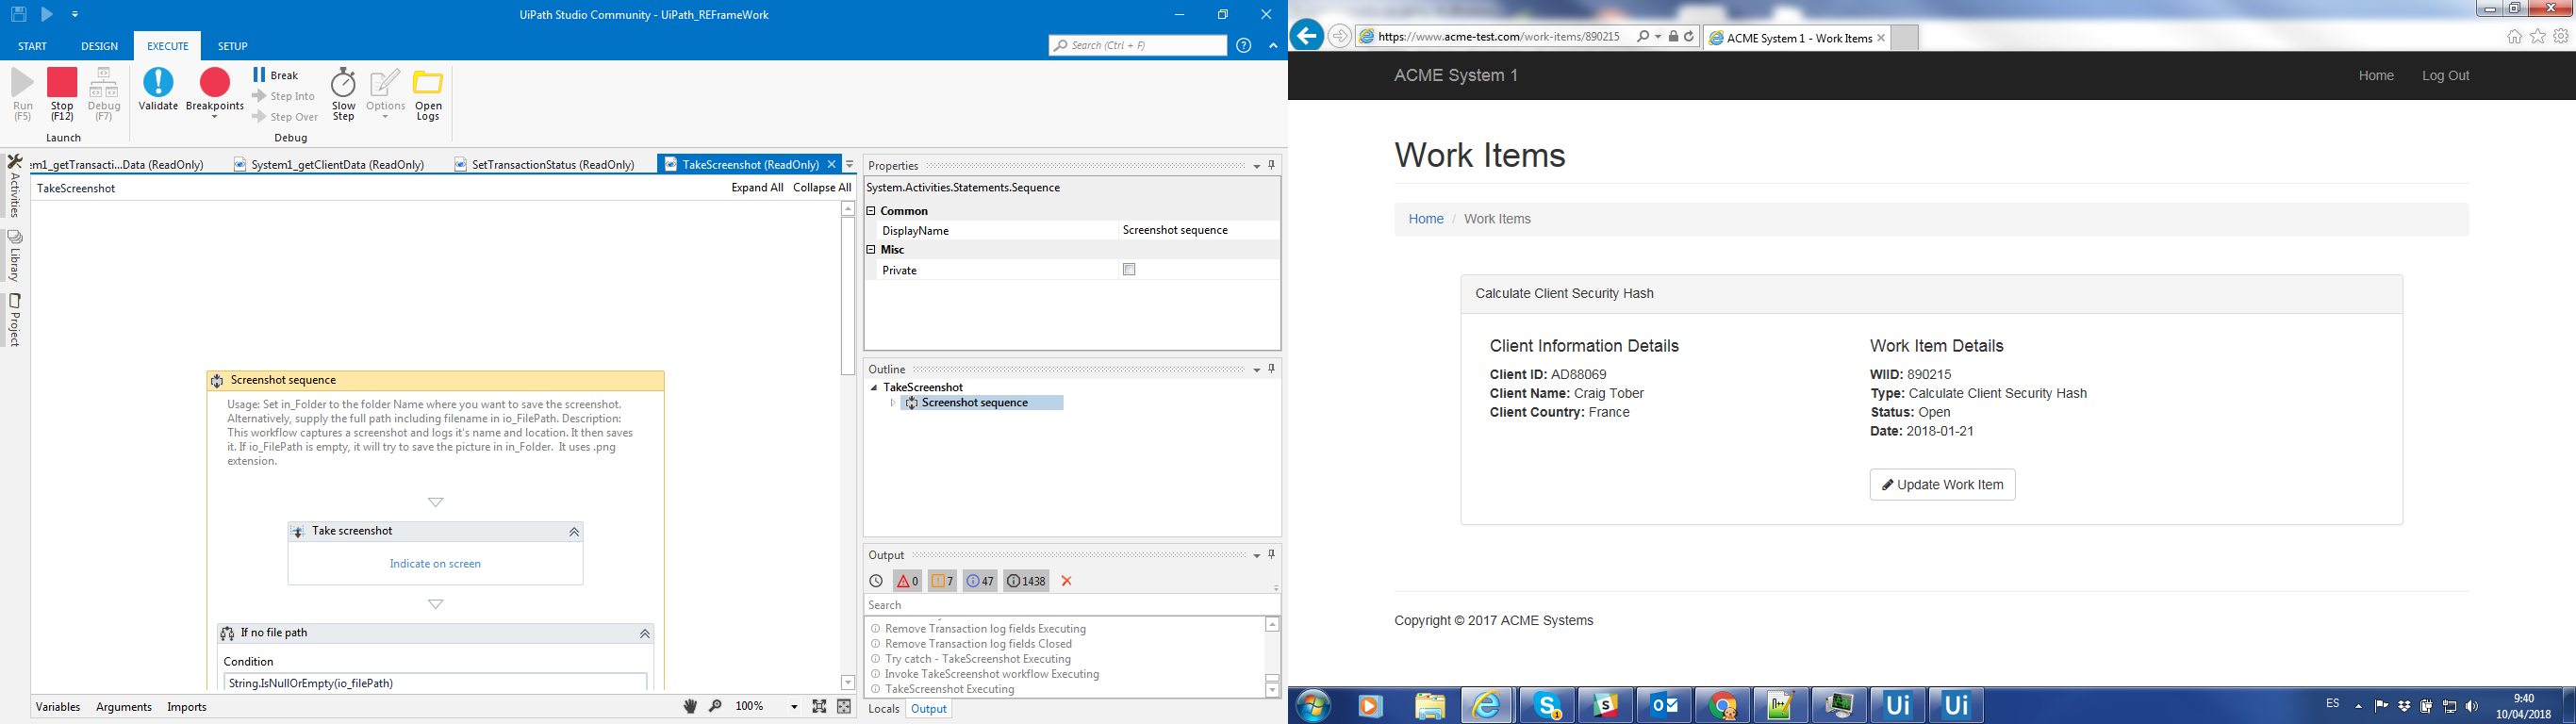 UiPath Studio Community - UiPath_REFrameWork
START DESIGN EXECUTE SETUP
Search (Ctrl + F)
Run (F5)
Stop (F12)
Debug (F7)
Launch
Validate
Breakpoints
Break
Step Into
Step Over
Slow Step
Options
Open Logs
Debug
Activities
Library
Project
em1_getTransacti...Data (ReadOnly) System1_getClientData (ReadOnly) SetTransactionStatus (ReadOnly) TakeScreenshot (ReadOnly)
TakeScreenshot Expand All Collapse All
Screenshot sequence
Usage: Set in_Folder to the folder Name where you want to save the screenshot.
Alternatively, supply the full path including filename in io_FilePath. Description:
This workflow captures a screenshot and logs it's name and location. It then saves
it. If io_FilePath is empty, it will try to save the picture in in_Folder. It uses .png
extension.
Take screenshot
Indicate on screen
If no file path
Condition
String.IsNullOrEmpty(io_filePath)
Variables Arguments Imports 100%
Properties
System.Activities.Statements.Sequence
Common
DisplayName Screenshot sequence
Misc
Private
Outline
TakeScreenshot
Screenshot sequence
Output
0 7 47 1438
Search
Remove Transaction log fields Executing
Remove Transaction log fields Closed
Try catch - TakeScreenshot Executing
Invoke TakeScreenshot workflow Executing
TakeScreenshot Executing
Locals Output
https://www.acme-test.com/work-items/890215
ACME System 1 - Work Items
ACME System 1 Home Log Out
Work Items
Home / Work Items
Calculate Client Security Hash
Client Information Details
Client ID: AD88069
Client Name: Craig Tober
Client Country: France
Work Item Details
WIID: 890215
Type: Calculate Client Security Hash
Status: Open
Date: 2018-01-21
Update Work Item
Copyright © 2017 ACME Systems
Ui Ui
ES
9:40
10/04/2018